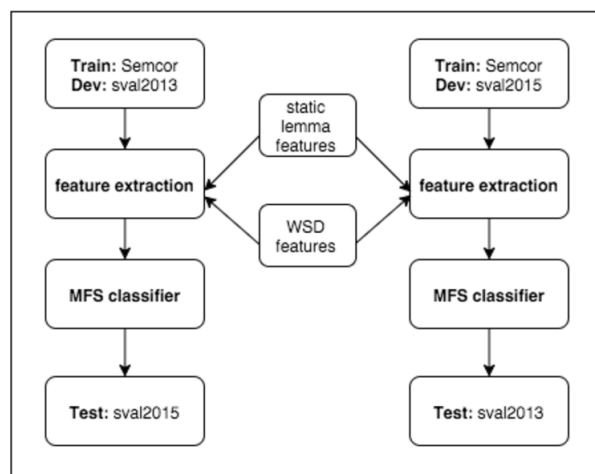 Train: Semcor
Dev: sval2013
Train: Semcor
Dev: sval2015
static
lemma
features
feature extraction
feature extraction
WSD
features
MFS classifier
MFS classifier
Test: sval2015
Test: sval2013